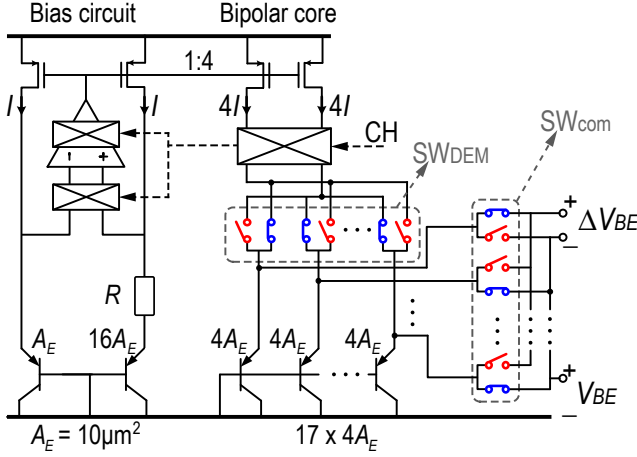 Bias circuit Bipolar core
1:4
I I 4I 4I
CH
SWDEM
SWcom
+
ΔVBE
−
- +
R
AE 16AE 4AE 4AE 4AE
+
VBE
−
AE = 10µm² 17 x 4AE